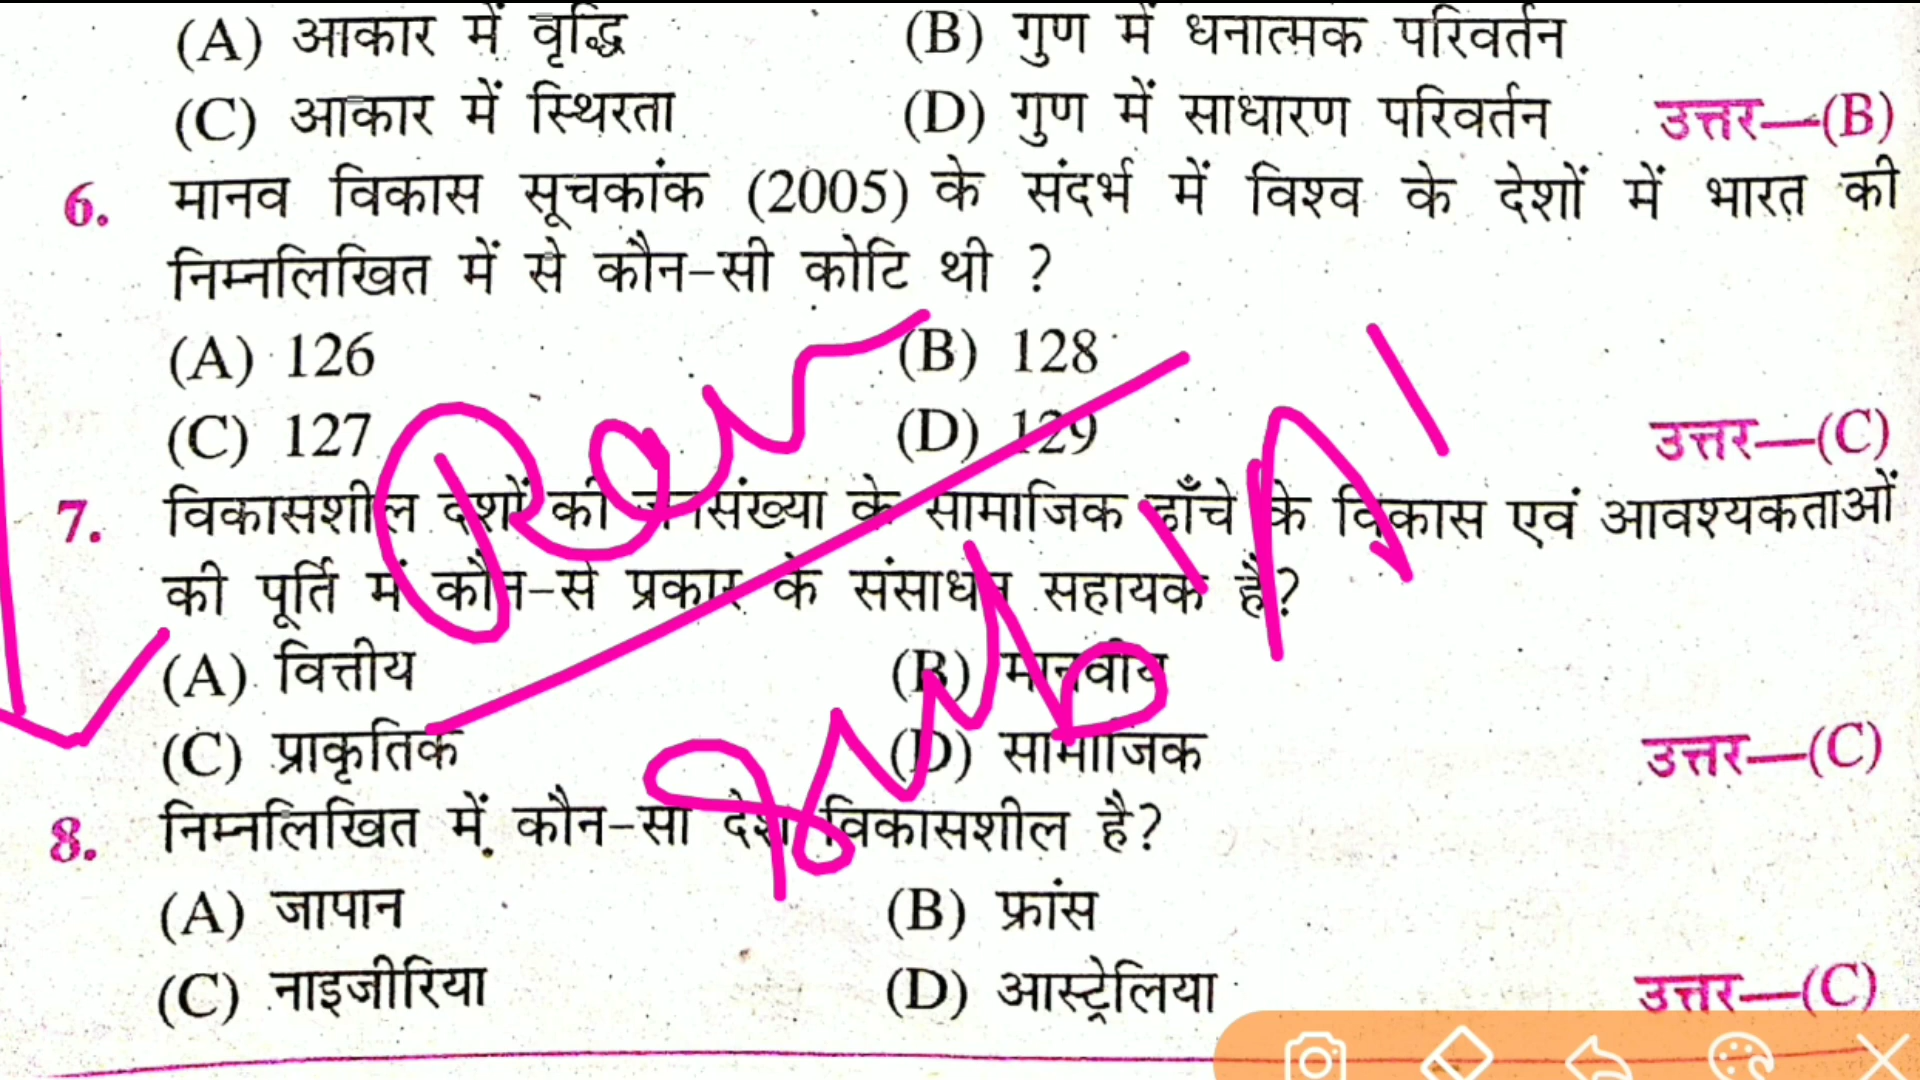 (A) आकार में वृद्धि (B) गुण में धनात्मक परिवर्तन
(C) आकार में स्थिरता (D) गुण में साधारण परिवर्तन उत्तर—(B)
6. मानव विकास सूचकांक (2005) के संदर्भ में विश्व के देशों में भारत की
निम्नलिखित में से कौन-सी कोटि थी ?
(A) 126 (B) 128
(C) 127 (D) 129 उत्तर—(C)
7. विकासशील देशों की जनसंख्या के सामाजिक ढाँचे के विकास एवं आवश्यकताओं
की पूर्ति में कौन-से प्रकार के संसाधन सहायक हैं?
(A) वित्तीय (B) मानवीय
(C) प्राकृतिक (D) सामाजिक उत्तर—(C)
8. निम्नलिखित में कौन-सा देश विकासशील है?
(A) जापान (B) फ्रांस
(C) नाइजीरिया (D) आस्ट्रेलिया उत्तर—(C)